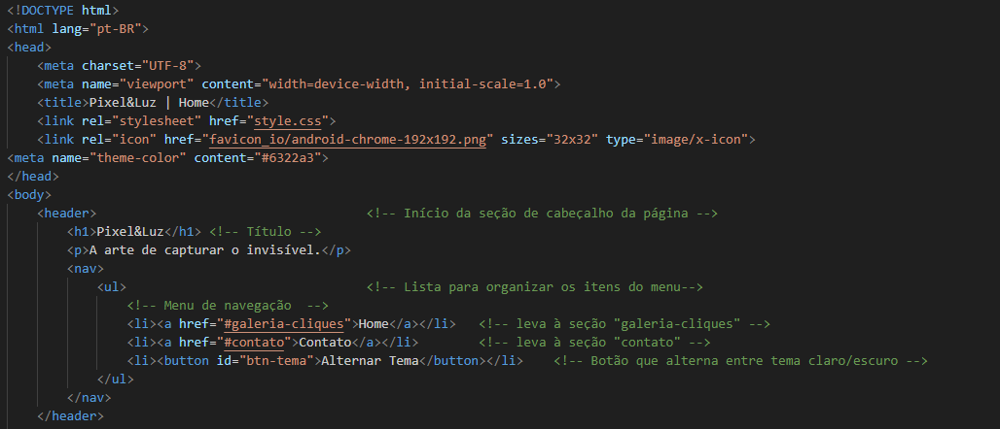 <!DOCTYPE html>
<html lang="pt-BR">
<head>
    <meta charset="UTF-8">
    <meta name="viewport" content="width=device-width, initial-scale=1.0">
    <title>Pixel&Luz | Home</title>
    <link rel="stylesheet" href="style.css">
    <link rel="icon" href="favicon_io/android-chrome-192x192.png" sizes="32x32" type="image/x-icon">
<meta name="theme-color" content="#6322a3">
</head>
<body>
    <header>                                    <!-- Início da seção de cabeçalho da página -->
        <h1>Pixel&Luz</h1> <!-- Título -->
        <p>A arte de capturar o invisível.</p>
        <nav>
            <ul>                                <!-- Lista para organizar os itens do menu-->
                <!-- Menu de navegação  -->
                <li><a href="#galeria-cliques">Home</a></li>   <!-- leva à seção "galeria-cliques" -->
                <li><a href="#contato">Contato</a></li>        <!-- leva à seção "contato" -->
                <li><button id="btn-tema">Alternar Tema</button></li>    <!-- Botão que alterna entre tema claro/escuro -->
            </ul>
        </nav>
    </header>